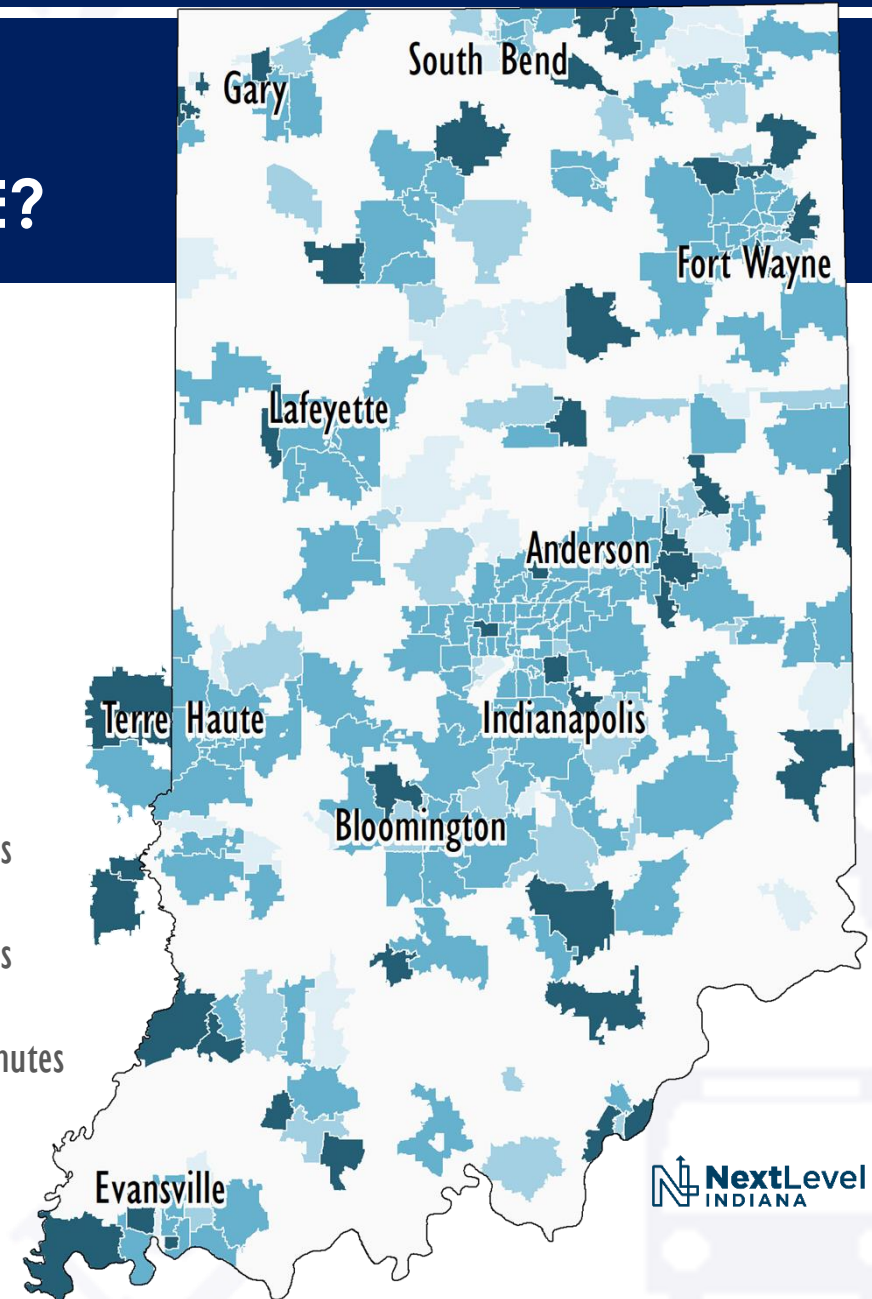 E?
South Bend
Gary
Fort Wayne
Lafeyette
Anderson
Terre Haute
Indianapolis
Bloomington
s
s
nutes
Evansville
NextLevel
INDIANA